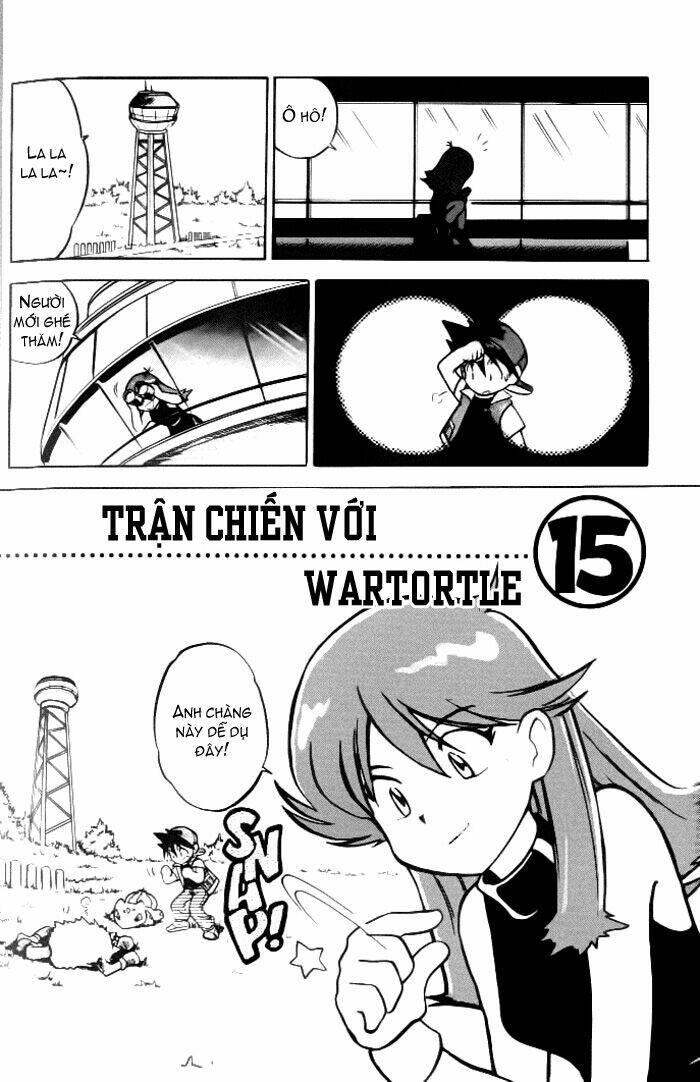 La la
la la~!
Ô hô!
Người
mới ghé
thăm!
TRẬN CHIẾN VỚI
WARTORTLE
15
Anh chàng
này dễ dụ
đây!
SNAP!